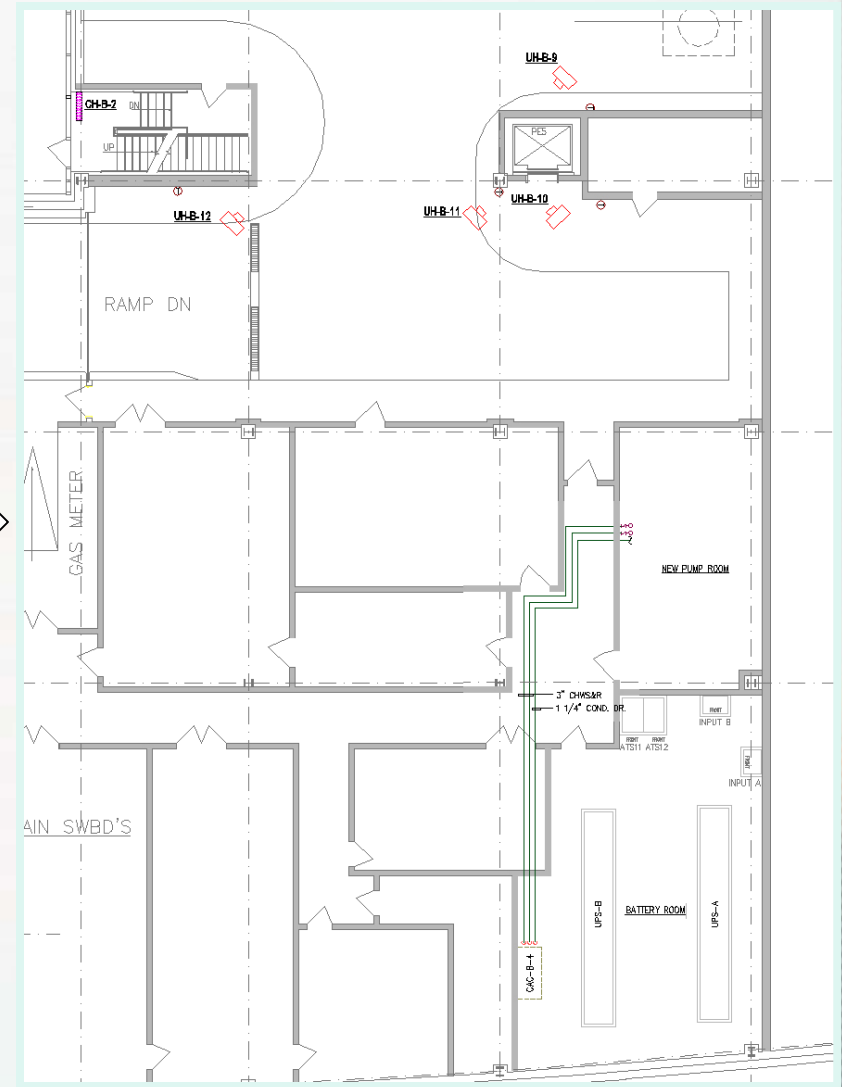 UH-B-9
CH-B-2
DN
PE5
UP
UH-B-12
UH-B-11
UH-B-10
RAMP DN
GAS METER
NEW PUMP ROOM
3" CHWS&R
1 1/4" COND. DR.
FRONT
INPUT B
FRONT FRONT
ATS11 ATS12
FRONT
INPUT A
AIN SWBD'S
UPS-B
BATTERY ROOM
UPS-A
CAC-B-4